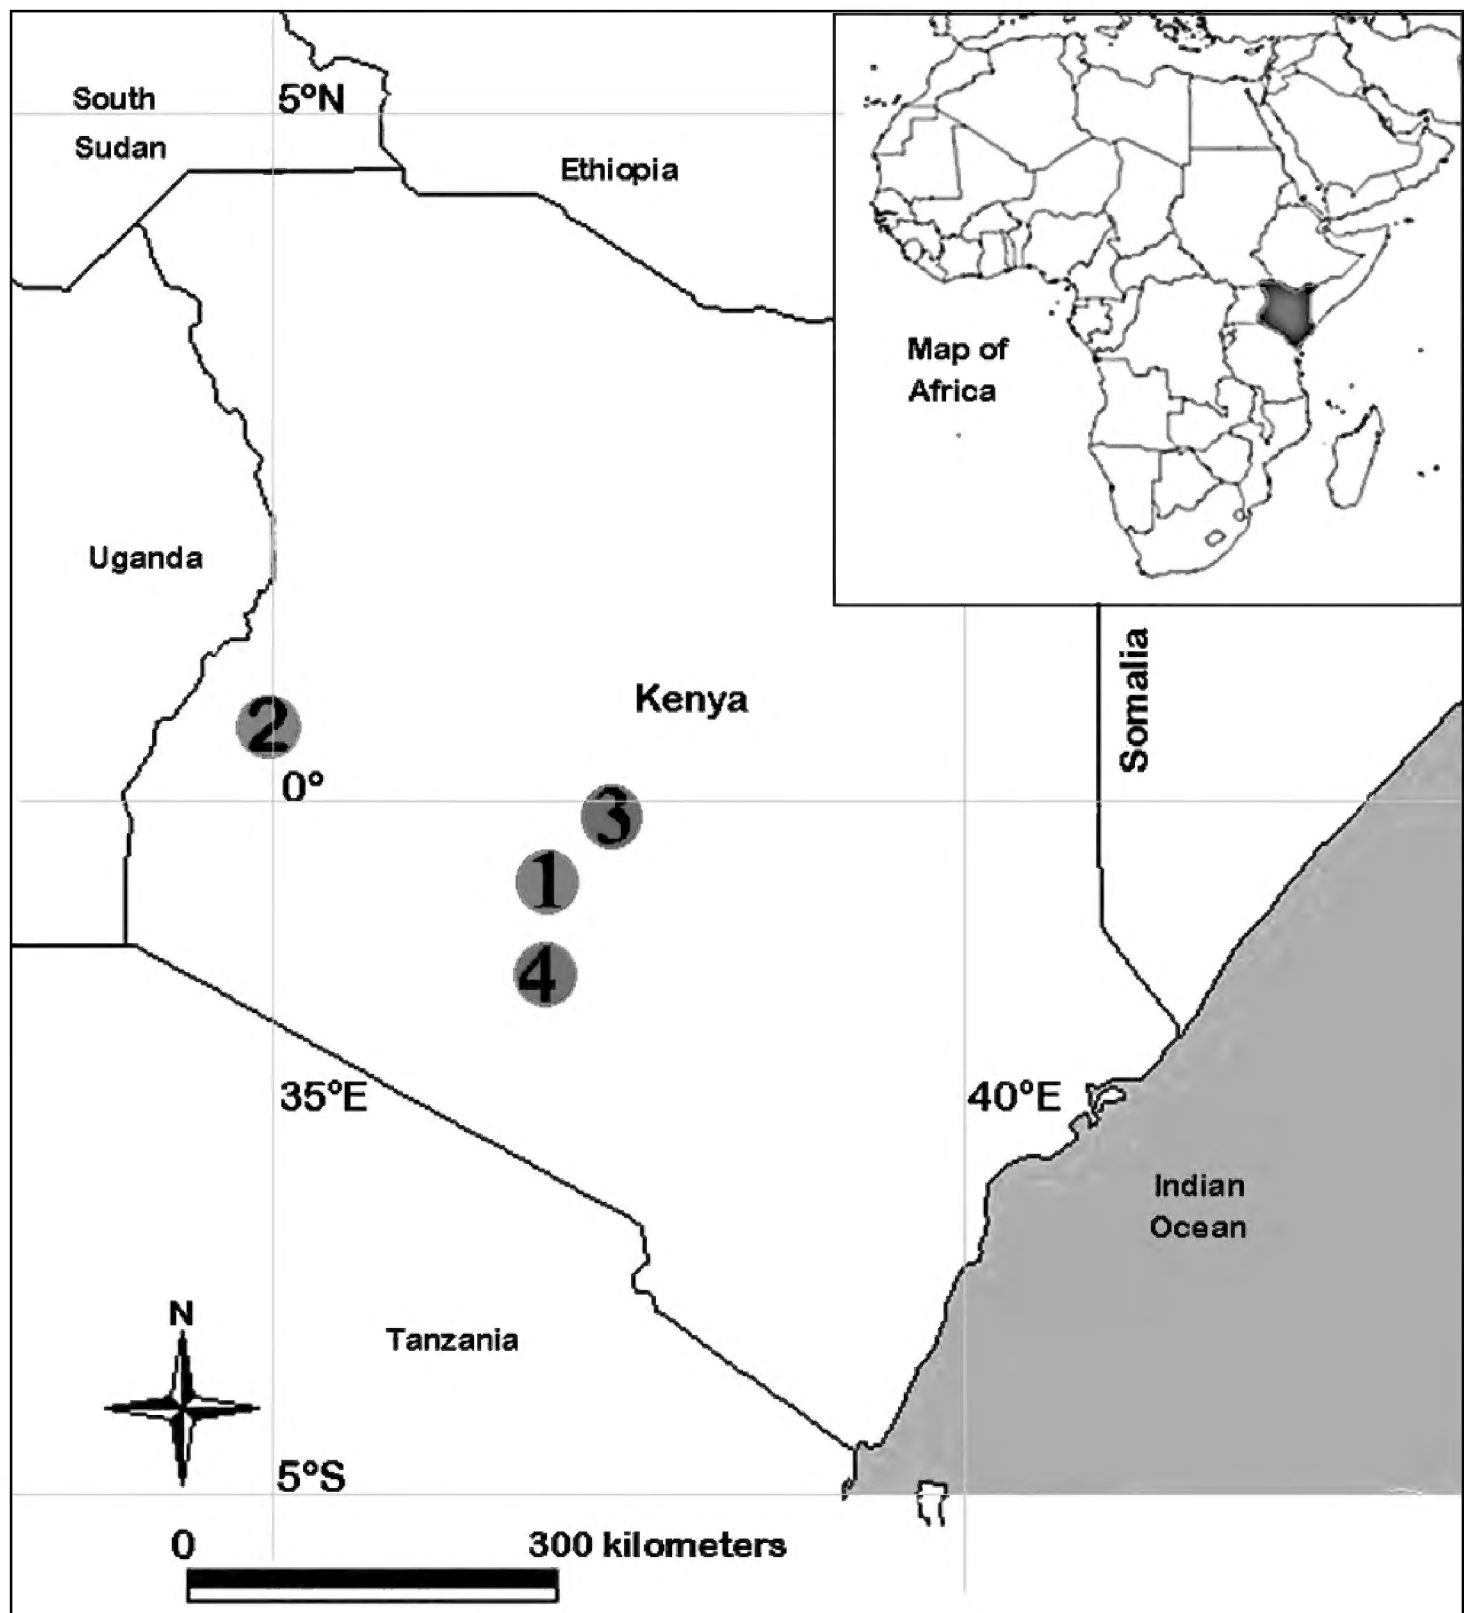 South
Sudan
5°N
Ethiopia
Map of
Africa
Uganda
Kenya
Somalia
2
0°
3
1
4
35°E
40°E
Indian
Ocean
N
Tanzania
5°S
0
300 kilometers